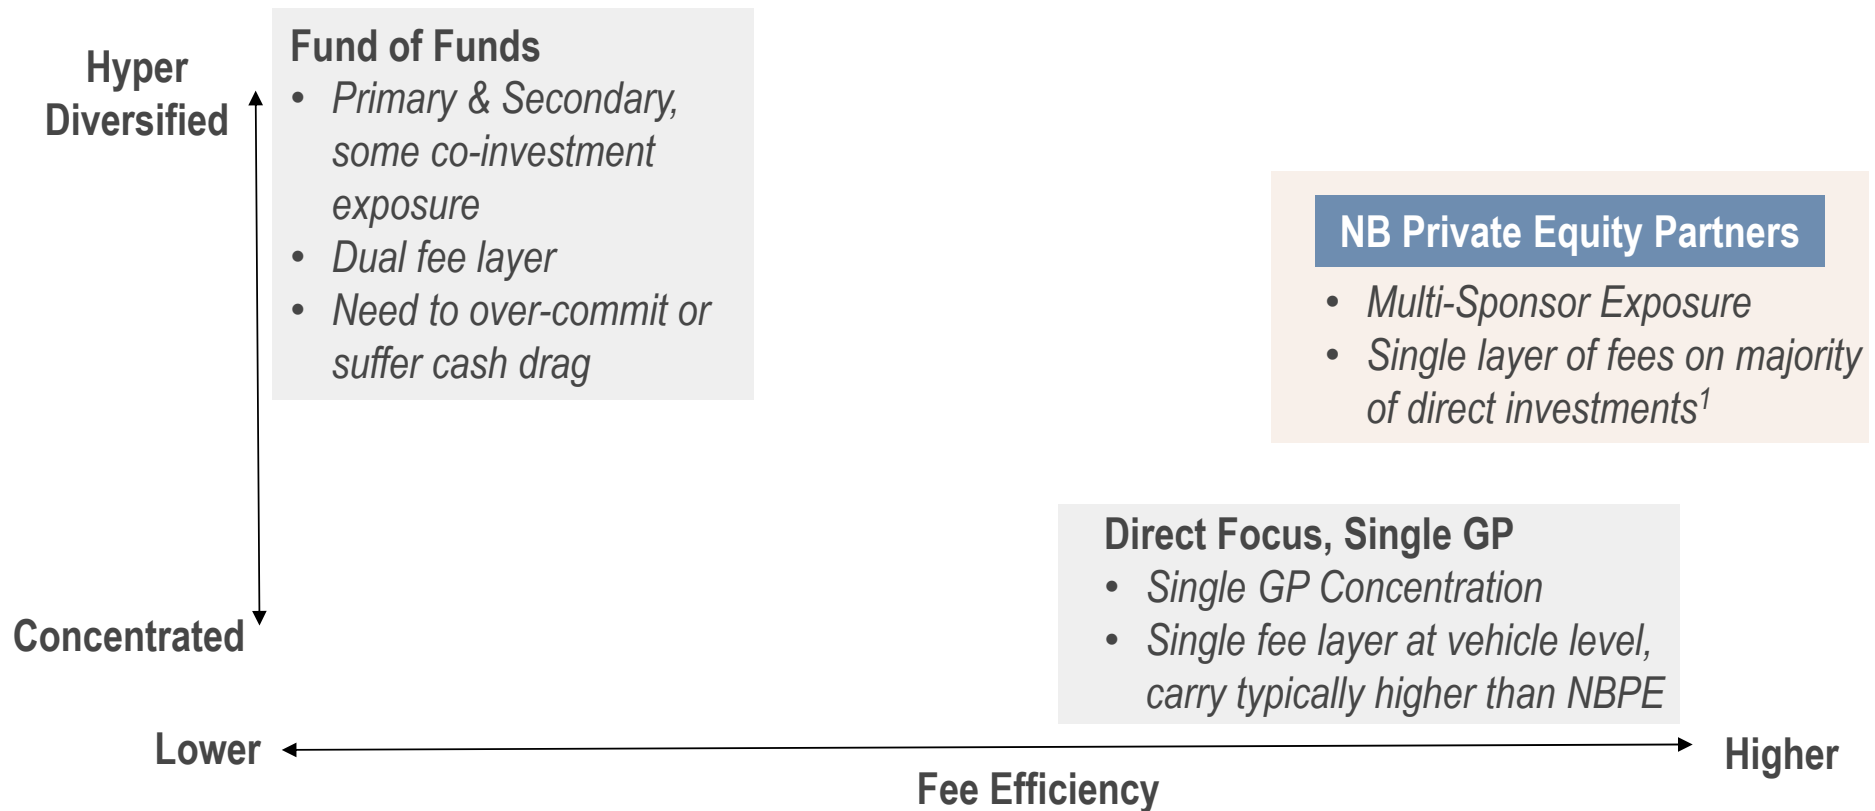 Hyper
Diversified
Fund of Funds
• Primary & Secondary,
some co-investment
exposure
• Dual fee layer
• Need to over-commit or
suffer cash drag
NB Private Equity Partners
• Multi-Sponsor Exposure
• Single layer of fees on majority
of direct investments¹
Direct Focus, Single GP
• Single GP Concentration
• Single fee layer at vehicle level,
carry typically higher than NBPE
Concentrated
Lower
Higher
Fee Efficiency